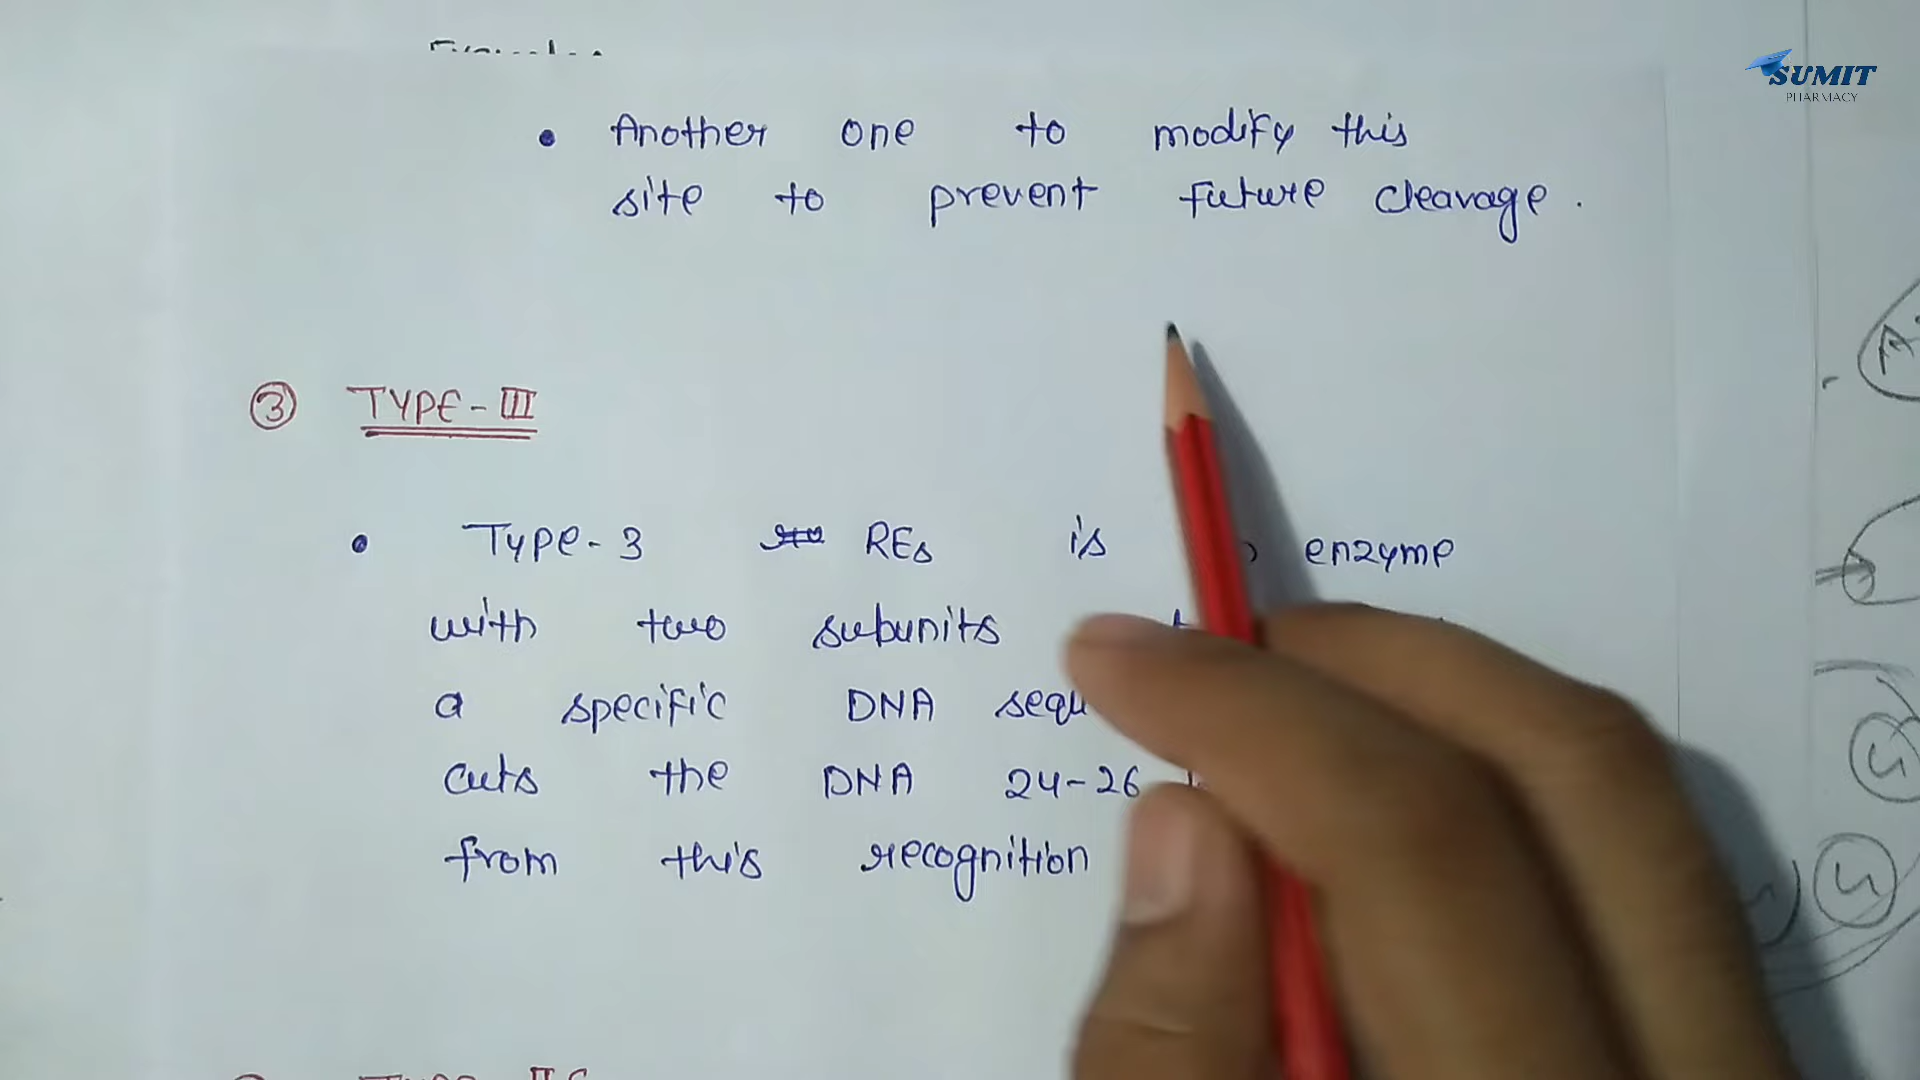 SUMIT
PHARMACY
• Another one to modify this
site to prevent future cleavage.
③ TYPE-III
• Type-3 REs is enzyme
with two subunits
a specific DNA
cuts the DNA 24-26
from this recognition